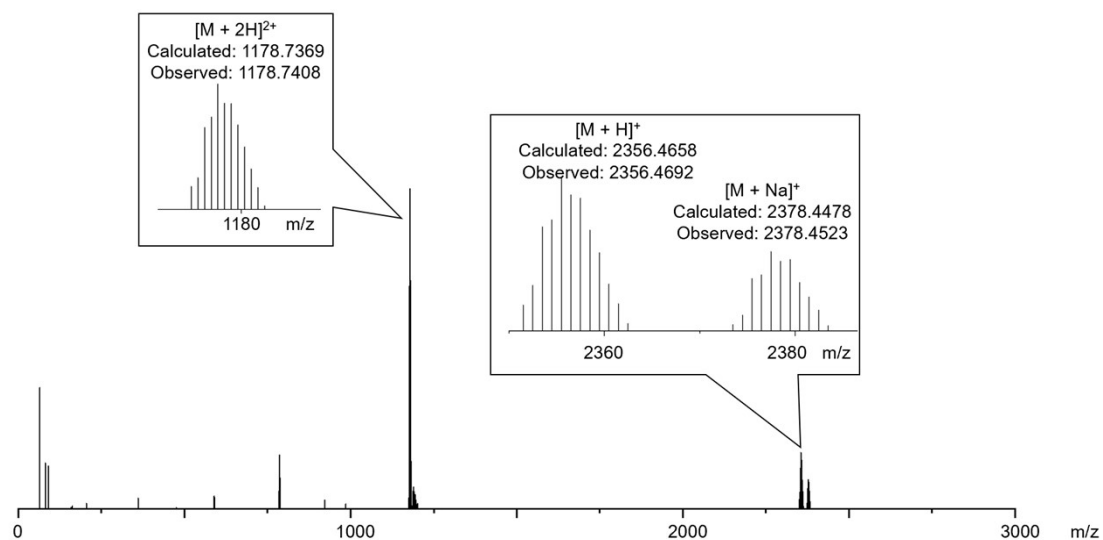 [M + 2H]²⁺
Calculated: 1178.7369
Observed: 1178.7408
1180 m/z
[M + H]⁺
Calculated: 2356.4658
Observed: 2356.4692
[M + Na]⁺
Calculated: 2378.4478
Observed: 2378.4523
2360 2380 m/z
0 1000 2000 3000 m/z